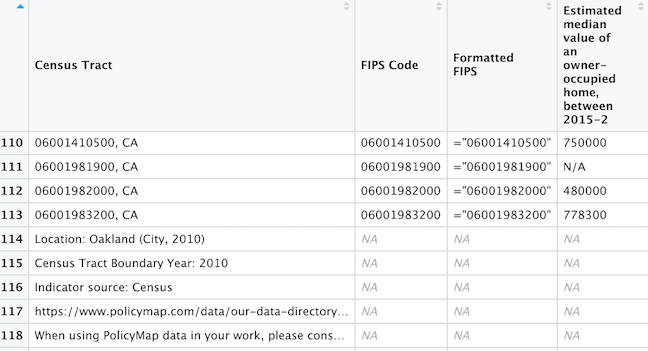 Census Tract FIPS Code Formatted FIPS Estimated median value of an owner-occupied home, between 2015-2
110 06001410500, CA 06001410500 ="06001410500" 750000
111 06001981900, CA 06001981900 ="06001981900" N/A
112 06001982000, CA 06001982000 ="06001982000" 480000
113 06001983200, CA 06001983200 ="06001983200" 778300
114 Location: Oakland (City, 2010) NA NA NA
115 Census Tract Boundary Year: 2010 NA NA NA
116 Indicator source: Census NA NA NA
117 https://www.policymap.com/data/our-data-directory... NA NA NA
118 When using PolicyMap data in your work, please cons... NA NA NA